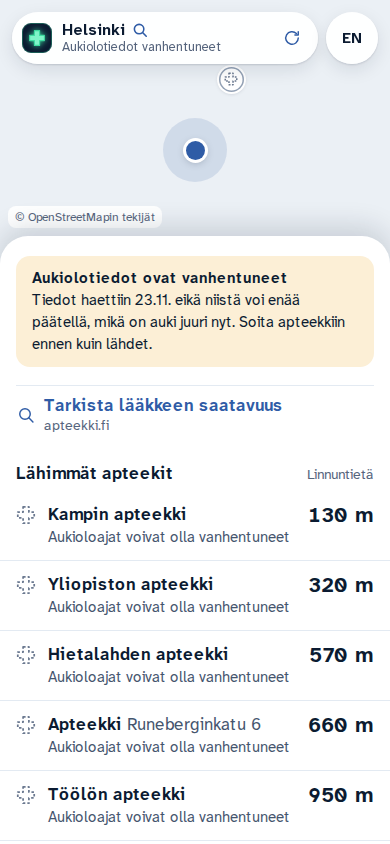 Helsinki
Aukiolotiedot vanhentuneet
EN
© OpenStreetMapin tekijät
Aukiolotiedot ovat vanhentuneet
Tiedot haettiin 23.11. eikä niistä voi enää
päätellä, mikä on auki juuri nyt. Soita apteekkiin
ennen kuin lähdet.
Tarkista lääkkeen saatavuus
apteekki.fi
Lähimmät apteekit Linnuntietä
Kampin apteekki 130 m
Aukioloajat voivat olla vanhentuneet
Yliopiston apteekki 320 m
Aukioloajat voivat olla vanhentuneet
Hietalahden apteekki 570 m
Aukioloajat voivat olla vanhentuneet
Apteekki Runeberginkatu 6 660 m
Aukioloajat voivat olla vanhentuneet
Töölön apteekki 950 m
Aukioloajat voivat olla vanhentuneet